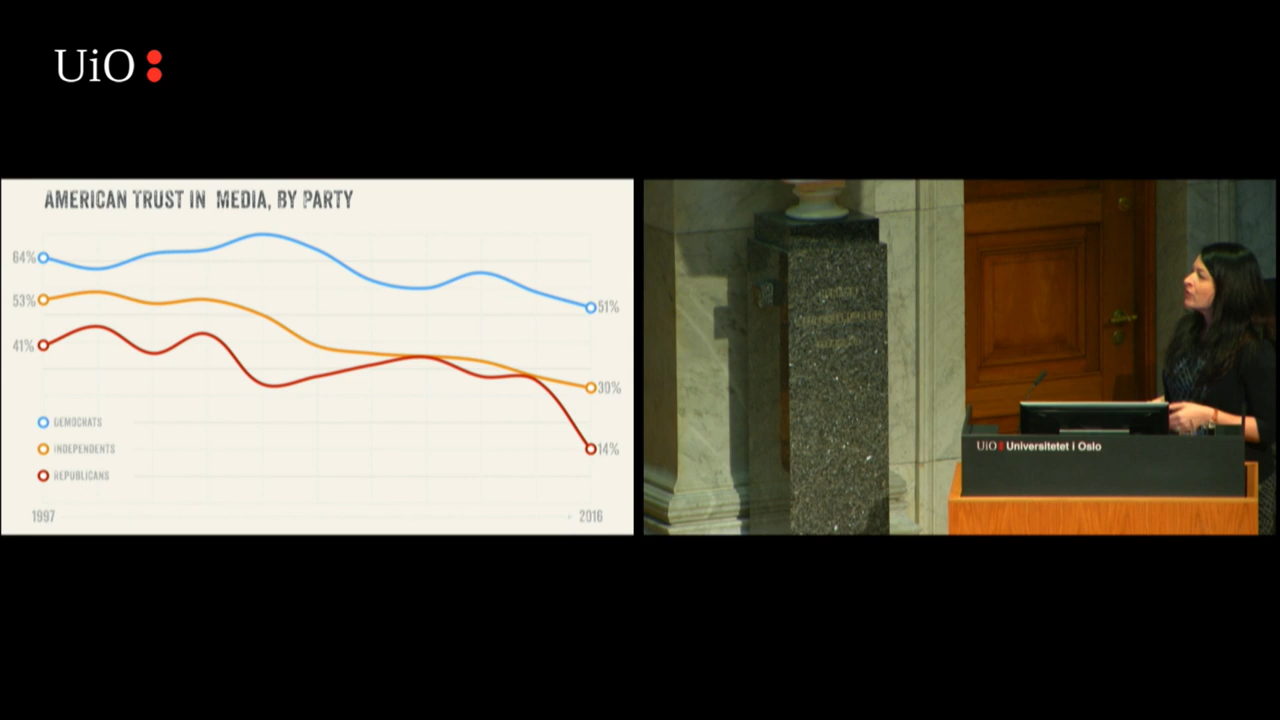 UiO
AMERICAN TRUST IN MEDIA, BY PARTY
64%
53%
41%
51%
30%
14%
DEMOCRATS
INDEPENDENTS
REPUBLICANS
1997
2016
UiO Universitetet i Oslo